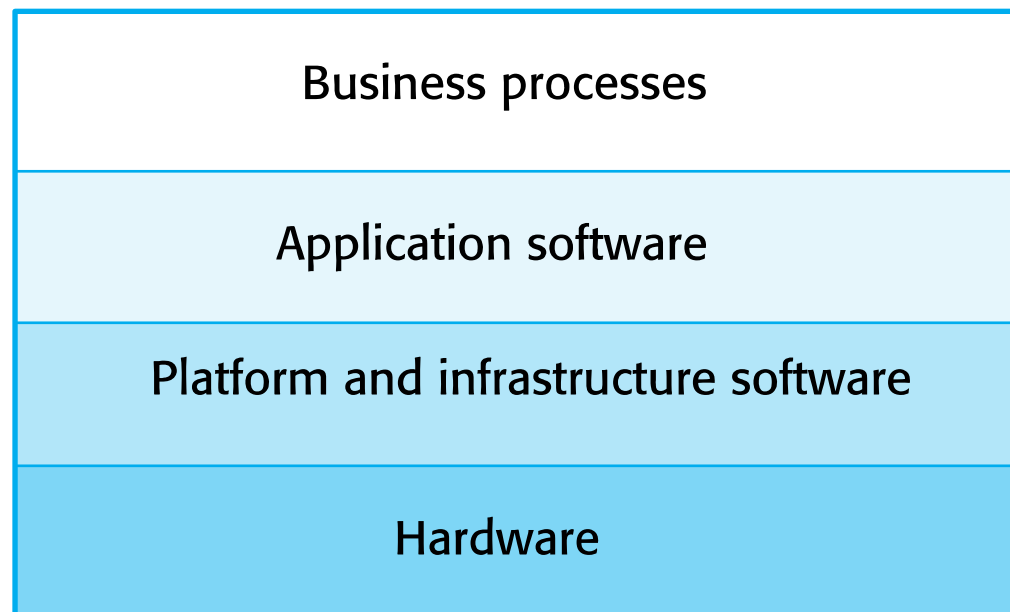 Business processes
Application software
Platform and infrastructure software
Hardware